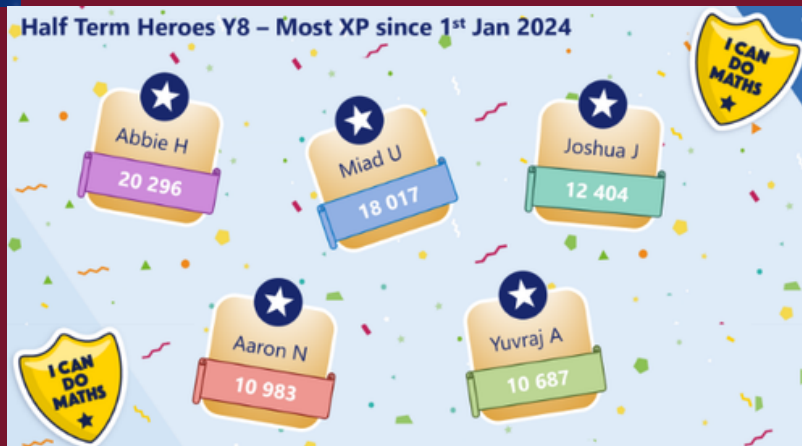 Half Term Heroes Y8 – Most XP since 1st Jan 2024
I CAN
DO
MATHS
Abbie H
20 296
Miad U
18 017
Joshua J
12 404
Aaron N
10 983
Yuvraj A
10 687
I CAN
DO
MATHS